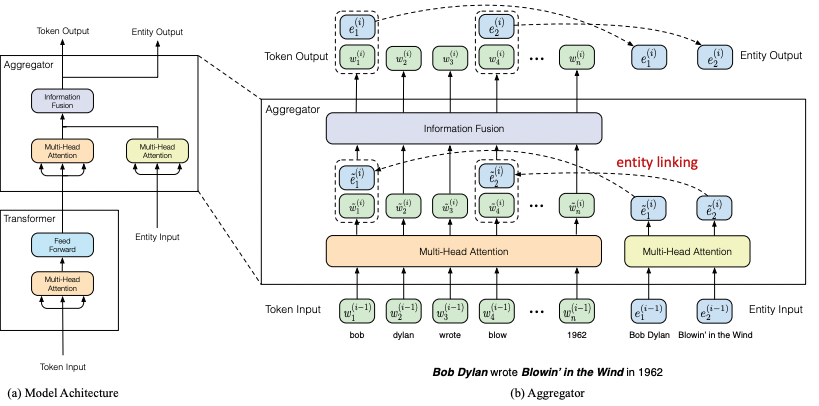 Token Output
Entity Output
Aggregator
Information
Fusion
Multi-Head
Attention
Multi-Head
Attention
Transformer
Entity Input
Feed
Forward
Multi-Head
Attention
Token Input
(a) Model Achitecture
e₁⁽ⁱ⁾ e₂⁽ⁱ⁾
Token Output w₁⁽ⁱ⁾ w₂⁽ⁱ⁾ w₃⁽ⁱ⁾ w₄⁽ⁱ⁾ ... wₙ⁽ⁱ⁾ e₁⁽ⁱ⁾ e₂⁽ⁱ⁾ Entity Output
Aggregator
Information Fusion
entity linking
ẽ₁⁽ⁱ⁾ ẽ₂⁽ⁱ⁾
w̃₁⁽ⁱ⁾ w̃₂⁽ⁱ⁾ w̃₃⁽ⁱ⁾ w̃₄⁽ⁱ⁾ ... w̃ₙ⁽ⁱ⁾ ẽ₁⁽ⁱ⁾ ẽ₂⁽ⁱ⁾
Multi-Head Attention Multi-Head Attention
Token Input w₁⁽ⁱ⁻¹⁾ w₂⁽ⁱ⁻¹⁾ w₃⁽ⁱ⁻¹⁾ w₄⁽ⁱ⁻¹⁾ ... wₙ⁽ⁱ⁻¹⁾ e₁⁽ⁱ⁻¹⁾ e₂⁽ⁱ⁻¹⁾ Entity Input
bob dylan wrote blow 1962 Bob Dylan Blowin' in the Wind
Bob Dylan wrote Blowin' in the Wind in 1962
(b) Aggregator